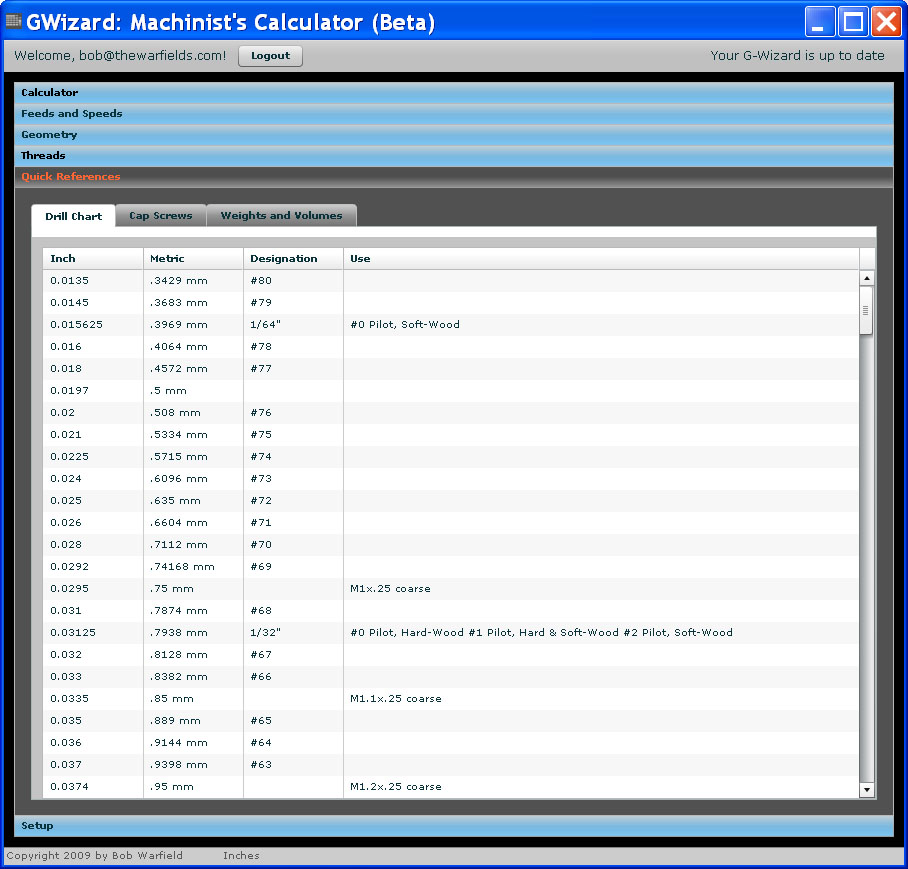 GWizard: Machinist's Calculator (Beta)
Welcome, bob@thewarfields.com! Logout Your G-Wizard is up to date
Calculator
Feeds and Speeds
Geometry
Threads
Quick References
Drill Chart Cap Screws Weights and Volumes
Inch Metric Designation Use
0.0135 .3429 mm #80
0.0145 .3683 mm #79
0.015625 .3969 mm 1/64" #0 Pilot, Soft-Wood
0.016 .4064 mm #78
0.018 .4572 mm #77
0.0197 .5 mm
0.02 .508 mm #76
0.021 .5334 mm #75
0.0225 .5715 mm #74
0.024 .6096 mm #73
0.025 .635 mm #72
0.026 .6604 mm #71
0.028 .7112 mm #70
0.0292 .74168 mm #69
0.0295 .75 mm M1x.25 coarse
0.031 .7874 mm #68
0.03125 .7938 mm 1/32" #0 Pilot, Hard-Wood #1 Pilot, Hard & Soft-Wood #2 Pilot, Soft-Wood
0.032 .8128 mm #67
0.033 .8382 mm #66
0.0335 .85 mm M1.1x.25 coarse
0.035 .889 mm #65
0.036 .9144 mm #64
0.037 .9398 mm #63
0.0374 .95 mm M1.2x.25 coarse
Setup
Copyright 2009 by Bob Warfield Inches